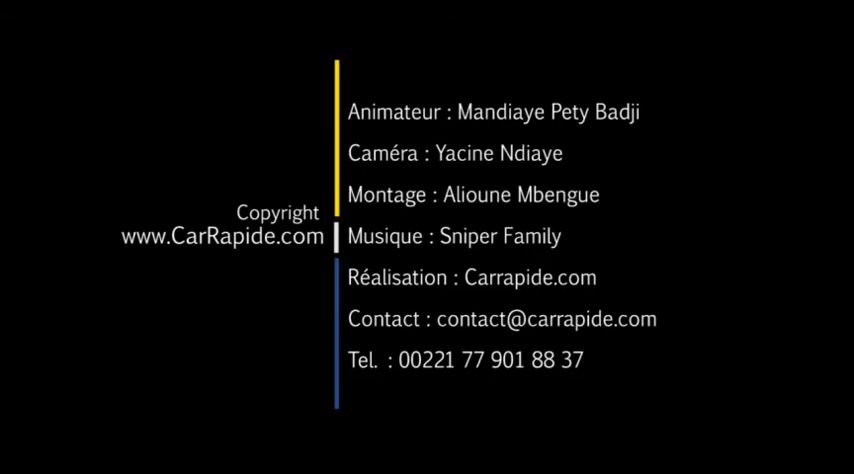 Copyright
www.CarRapide.com
Animateur : Mandiaye Pety Badji
Caméra : Yacine Ndiaye
Montage : Alioune Mbengue
Musique : Sniper Family
Réalisation : Carrapide.com
Contact : contact@carrapide.com
Tel. : 00221 77 901 88 37